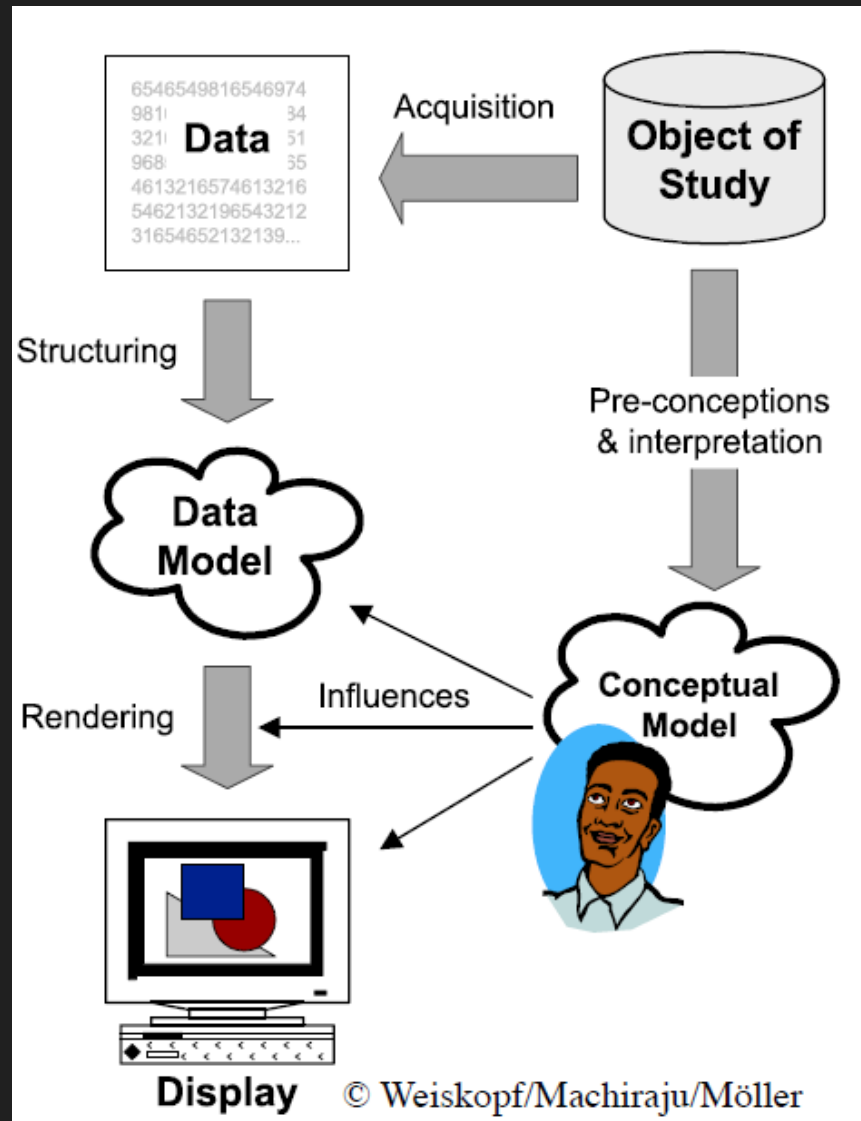 6546549816546974
981 84
321 51
Data
968 65
4613216574613216
5462132196543212
31654652132139...
Acquisition
Object of
Study
Structuring
Pre-conceptions
& interpretation
Data
Model
Influences
Conceptual
Model
Rendering
Display
© Weiskopf/Machiraju/Möller